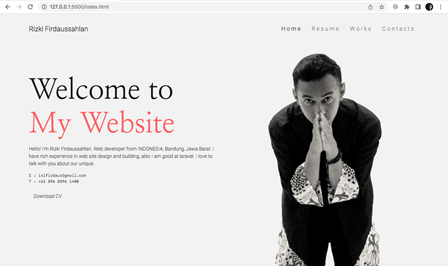 127.0.0.1:5500/index.html
Rizki Firdaussahlan
Home Resume Works Contacts
Welcome to
My Website
Hello! I'm Rizki Firdaussahlan. Web developer from INDONESIA, Bandung, Jawa Barat. I
have rich experience in web site design and building, also I am good at laravel. I love to
talk with you about our unique.
E : in1firdaus@gmail.com
T : +62 896 8096 1400
Download CV